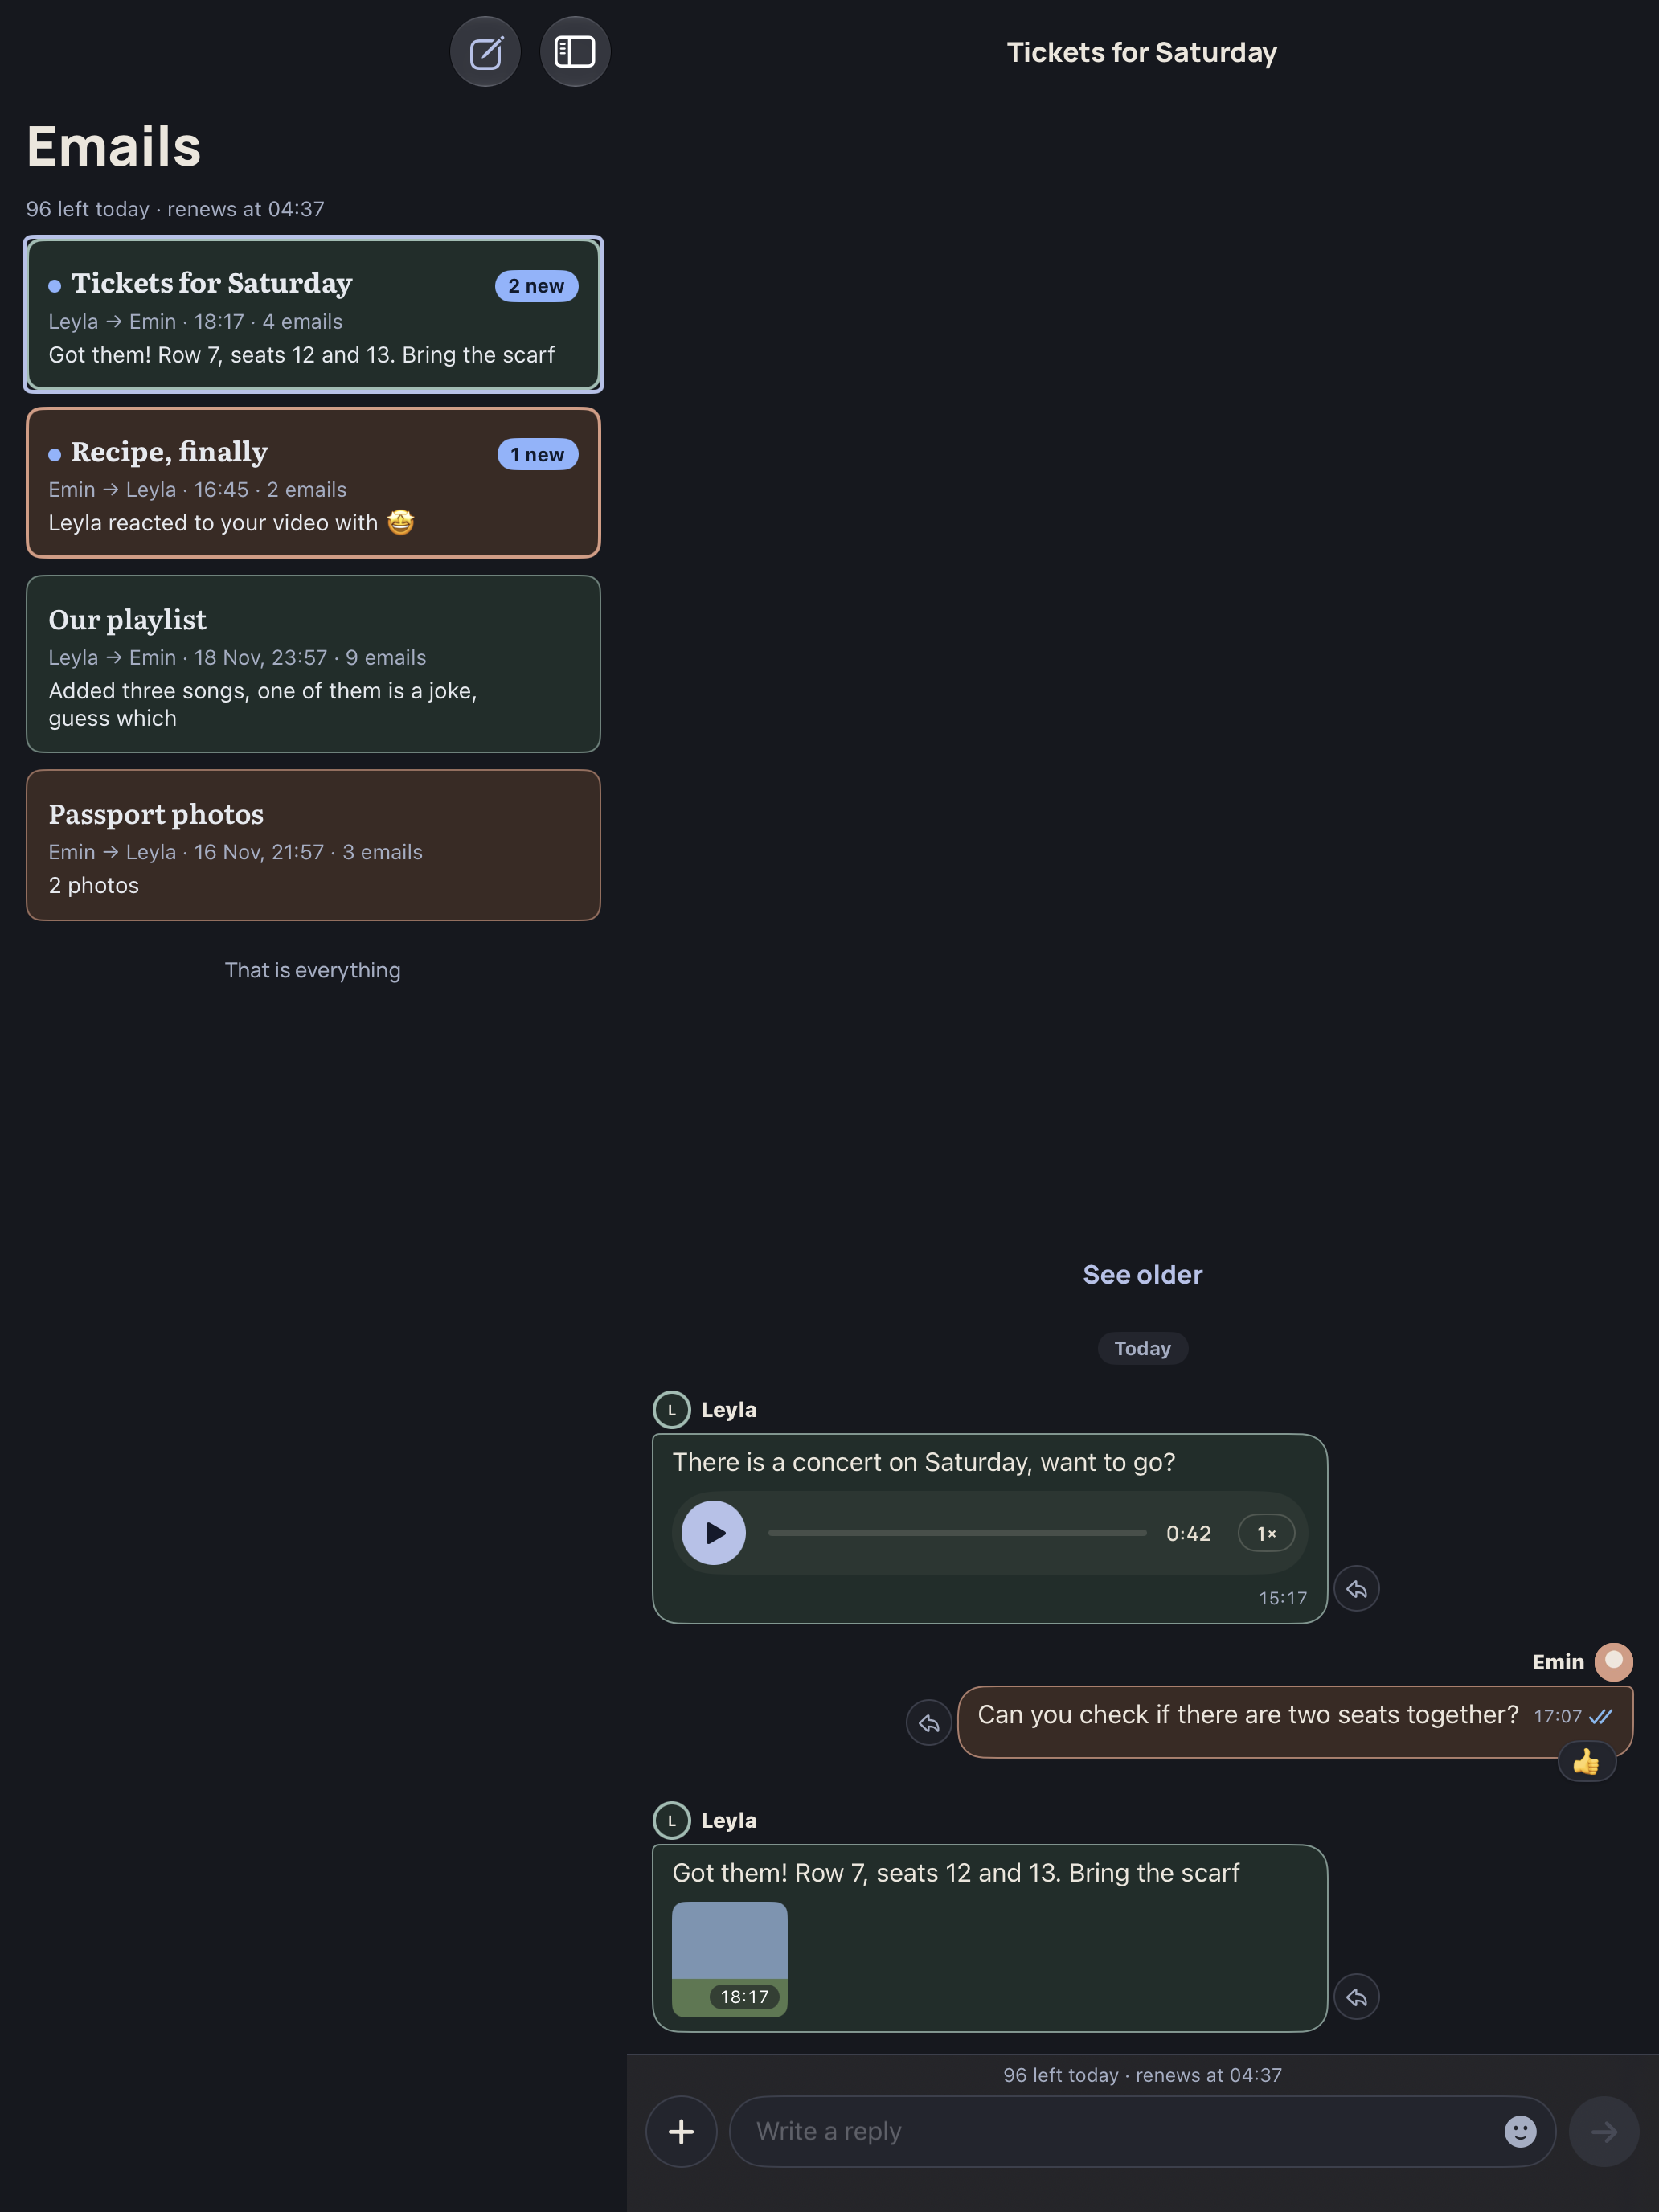 Tickets for Saturday
Emails
96 left today · renews at 04:37
Tickets for Saturday
2 new
Leyla → Emin · 18:17 · 4 emails
Got them! Row 7, seats 12 and 13. Bring the scarf
Recipe, finally
1 new
Emin → Leyla · 16:45 · 2 emails
Leyla reacted to your video with 🤩
Our playlist
Leyla → Emin · 18 Nov, 23:57 · 9 emails
Added three songs, one of them is a joke,
guess which
Passport photos
Emin → Leyla · 16 Nov, 21:57 · 3 emails
2 photos
That is everything
See older
Today
L Leyla
There is a concert on Saturday, want to go?
0:42 1×
15:17
Emin
Can you check if there are two seats together? 17:07
👍
L Leyla
Got them! Row 7, seats 12 and 13. Bring the scarf
18:17
96 left today · renews at 04:37
Write a reply